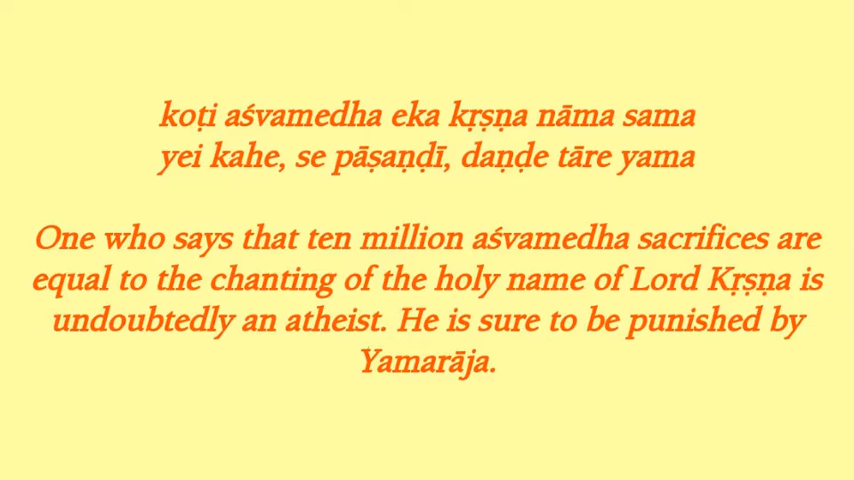 koṭi aśvamedha eka kṛṣṇa nāma sama
yei kahe, se pāṣaṇḍī, daṇḍe tāre yama
One who says that ten million aśvamedha sacrifices are
equal to the chanting of the holy name of Lord Kṛṣṇa is
undoubtedly an atheist. He is sure to be punished by
Yamarāja.